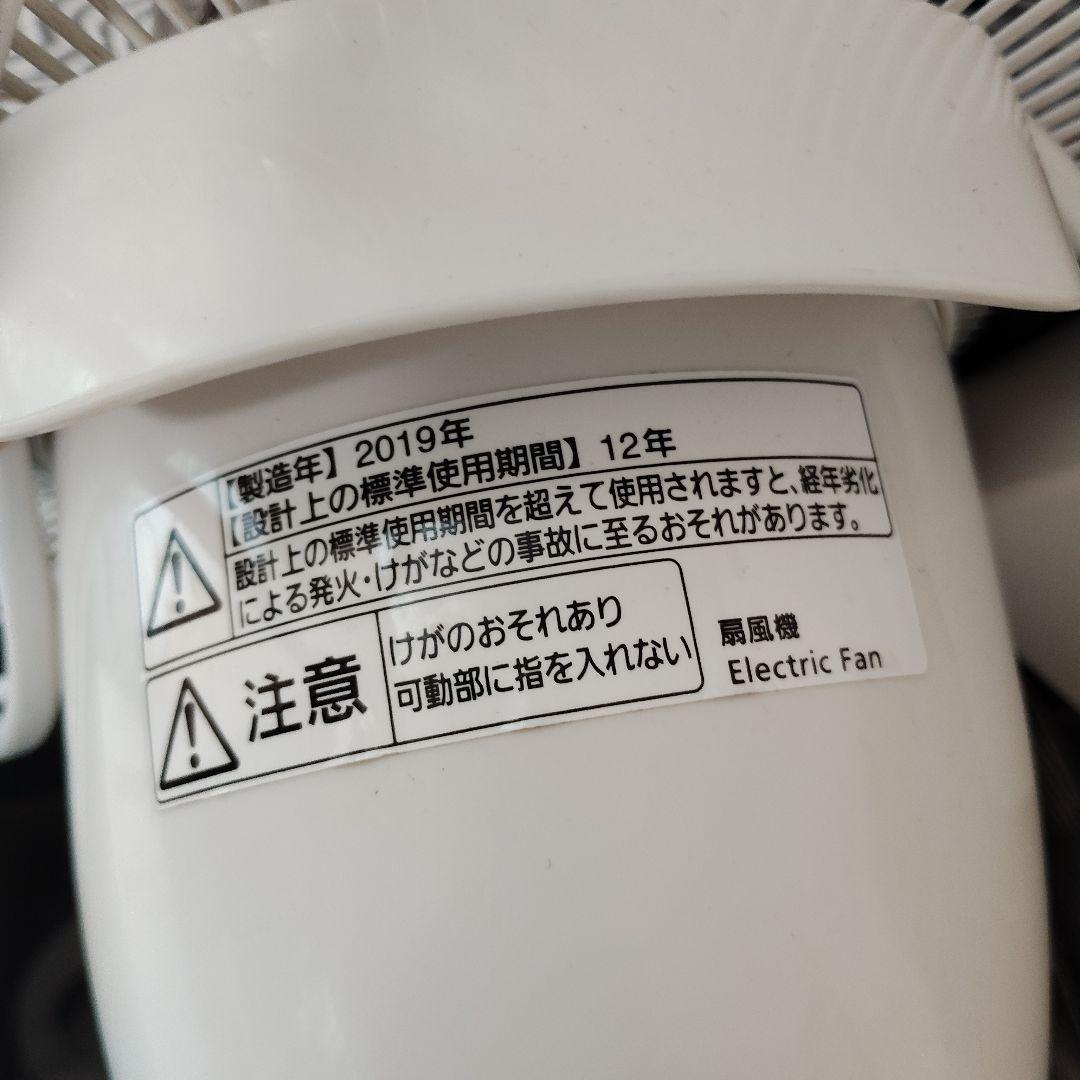 【製造年】2019年
【設計上の標準使用期間】12年
設計上の標準使用期間を超えて使用されますと、経年劣化
による発火・けがなどの事故に至るおそれがあります。
注意
けがのおそれあり
可動部に指を入れない
扇風機
Electric Fan